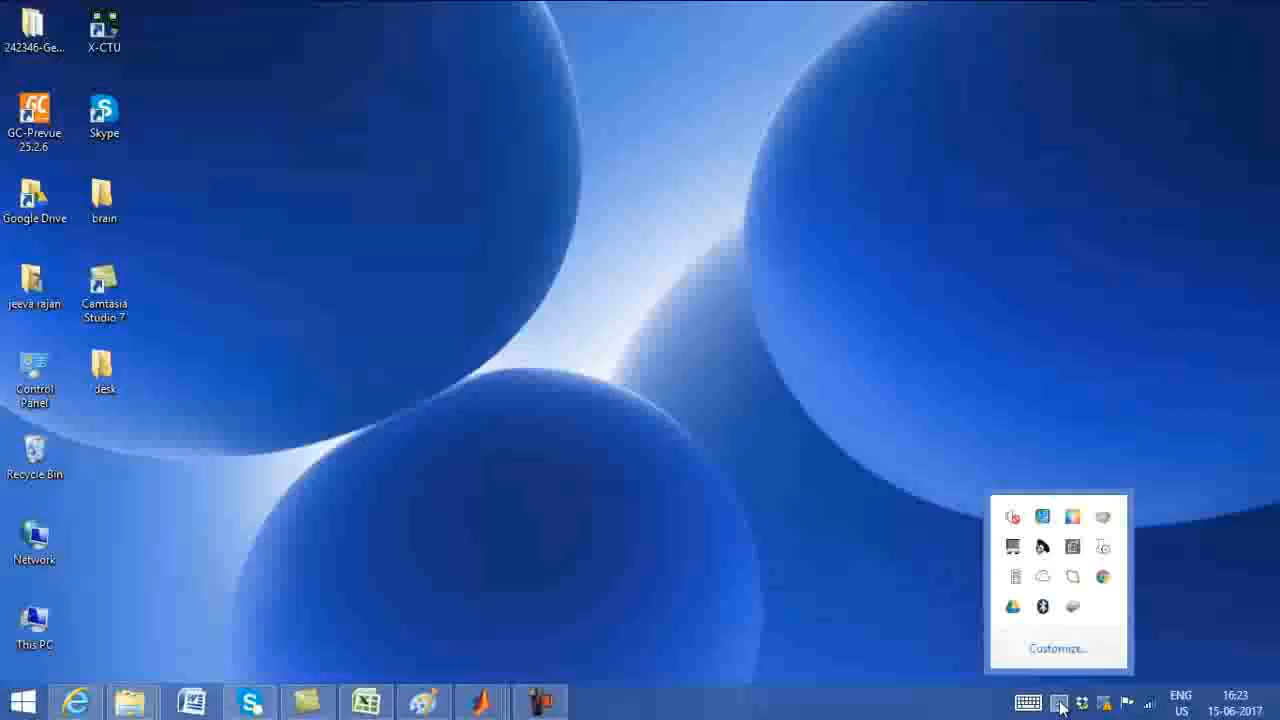 242346-Ge...
X-CTU
GC-Prevue
25.2.6
Skype
Google Drive
brain
jeeva rajan
Camtasia
Studio 7
Control
Panel
desk
Recycle Bin
Network
This PC
Customize...
ENG
US
16:23
15-06-2017